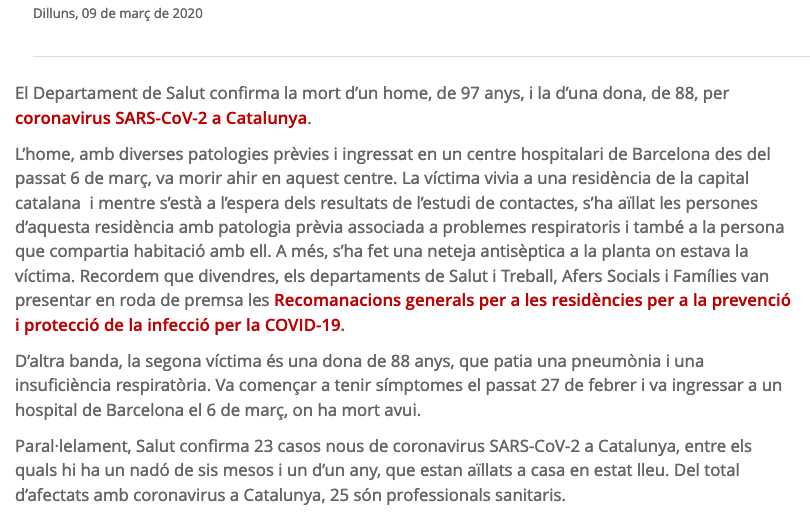 Dilluns, 09 de març de 2020
El Departament de Salut confirma la mort d’un home, de 97 anys, i la d’una dona, de 88, per
coronavirus SARS-CoV-2 a Catalunya.
L’home, amb diverses patologies prèvies i ingressat en un centre hospitalari de Barcelona des del
passat 6 de març, va morir ahir en aquest centre. La víctima vivia a una residència de la capital
catalana  i mentre s’està a l’espera dels resultats de l’estudi de contactes, s’ha aïllat les persones
d’aquesta residència amb patologia prèvia associada a problemes respiratoris i també a la persona
que compartia habitació amb ell. A més, s’ha fet una neteja antisèptica a la planta on estava la
víctima. Recordem que divendres, els departaments de Salut i Treball, Afers Socials i Famílies van
presentar en roda de premsa les Recomanacions generals per a les residències per a la prevenció
i protecció de la infecció per la COVID-19.
D’altra banda, la segona víctima és una dona de 88 anys, que patia una pneumònia i una
insuficiència respiratòria. Va començar a tenir símptomes el passat 27 de febrer i va ingressar a un
hospital de Barcelona el 6 de març, on ha mort avui.
Paral·lelament, Salut confirma 23 casos nous de coronavirus SARS-CoV-2 a Catalunya, entre els
quals hi ha un nadó de sis mesos i un d’un any, que estan aïllats a casa en estat lleu. Del total
d’afectats amb coronavirus a Catalunya, 25 són professionals sanitaris.